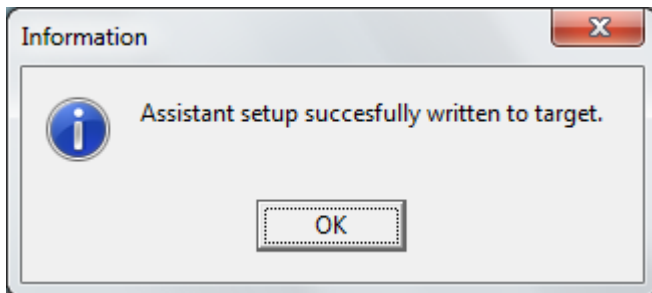 Information
Assistant setup succesfully written to target.
OK